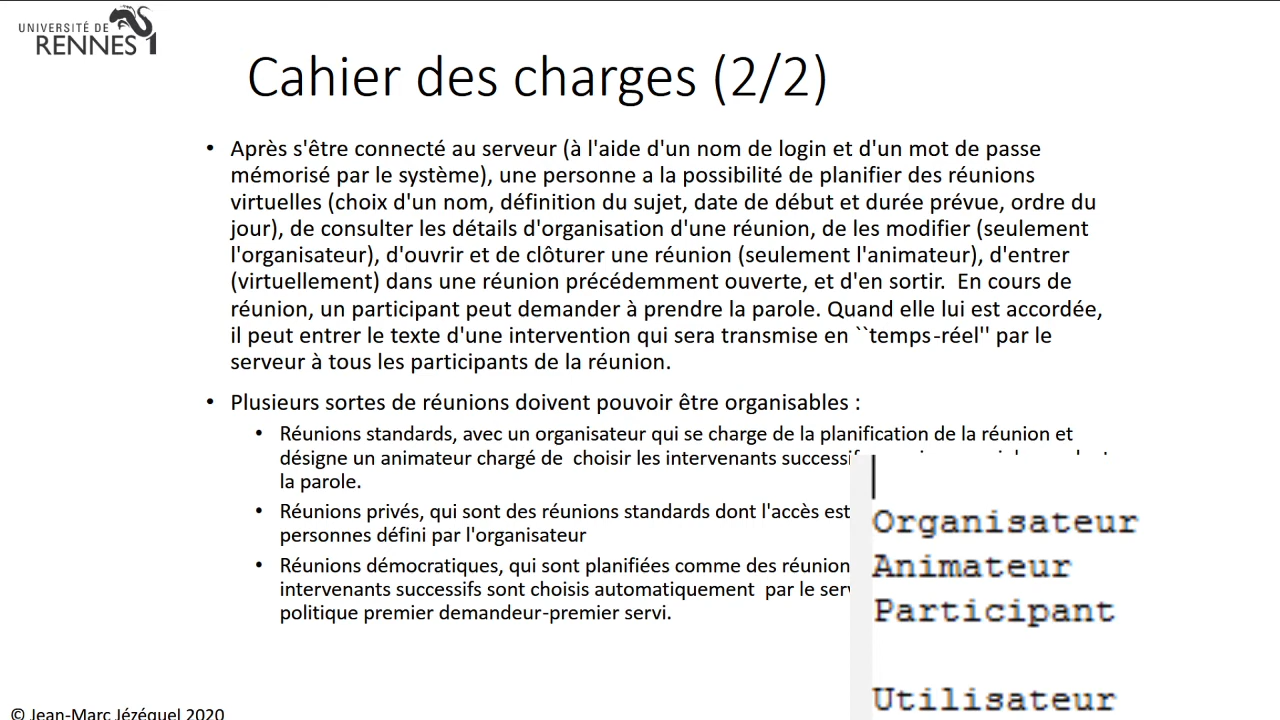 UNIVERSITÉ DE
RENNES 1
Cahier des charges (2/2)
• Après s'être connecté au serveur (à l'aide d'un nom de login et d'un mot de passe
mémorisé par le système), une personne a la possibilité de planifier des réunions
virtuelles (choix d'un nom, définition du sujet, date de début et durée prévue, ordre du
jour), de consulter les détails d'organisation d'une réunion, de les modifier (seulement
l'organisateur), d'ouvrir et de clôturer une réunion (seulement l'animateur), d'entrer
(virtuellement) dans une réunion précédemment ouverte, et d'en sortir. En cours de
réunion, un participant peut demander à prendre la parole. Quand elle lui est accordée,
il peut entrer le texte d'une intervention qui sera transmise en ``temps-réel'' par le
serveur à tous les participants de la réunion.
• Plusieurs sortes de réunions doivent pouvoir être organisables :
• Réunions standards, avec un organisateur qui se charge de la planification de la réunion et
désigne un animateur chargé de choisir les intervenants
la parole.
• Réunions privés, qui sont des réunions standards dont l'accès est
personnes défini par l'organisateur
• Réunions démocratiques, qui sont planifiées comme des
intervenants successifs sont choisis automatiquement par le
politique premier demandeur-premier servi.
Organisateur
Animateur
Participant
Utilisateur
© Jean-Marc Jézéquel 2020